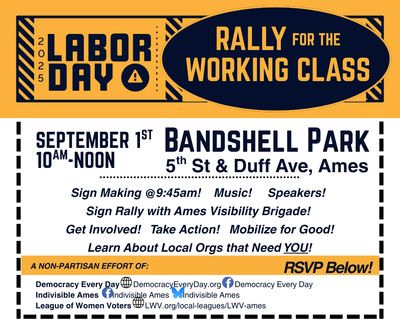 2025
LABOR DAY
RALLY FOR THE
WORKING CLASS
SEPTEMBER 1ST
10AM-NOON
BANDSHELL PARK
5th St & Duff Ave, Ames
Sign Making @9:45am! Music! Speakers!
Sign Rally with Ames Visibility Brigade!
Get Involved! Take Action! Mobilize for Good!
Learn About Local Orgs that Need YOU!
A NON-PARTISAN EFFORT OF:
RSVP Below!
Democracy Every Day DemocracyEveryDay.org Democracy Every Day
Indivisible Ames Indivisible Ames Indivisible Ames
League of Women Voters LWV.org/local-leagues/LWV-ames